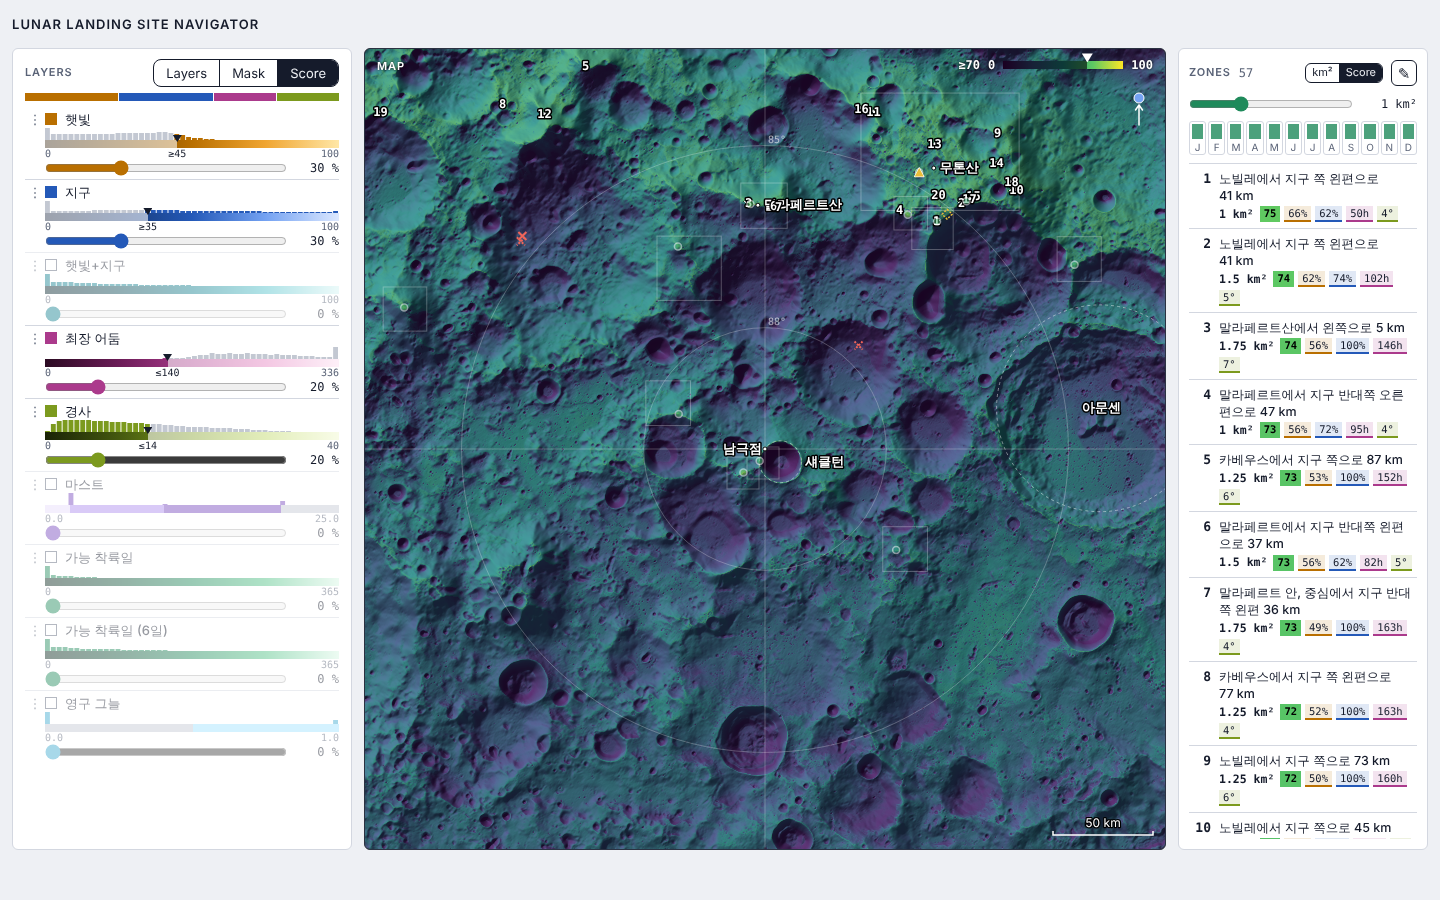 LUNAR LANDING SITE NAVIGATOR
LAYERS
Layers Mask Score
햇빛
0 ≥45 100
30 %
지구
0 ≥35 100
30 %
햇빛+지구
0 100
0 %
최장 어둠
0 ≤140 336
20 %
경사
0 ≤14 40
20 %
마스트
0.0 25.0
0 %
가능 착륙일
0 365
0 %
가능 착륙일 (6일)
0 365
0 %
영구 그늘
0.0 1.0
0 %
MAP
≥70 0 100
5
19
8
12
16
11
85°
13
9
무톤산
14
18
10
20
4
1
88°
아문센
남극점
섀클턴
50 km
ZONES 57
km² Score ✎
1 km²
J F M A M J J A S O N D
1 노빌레에서 지구 쪽 왼편으로
41 km
1 km² 75 66% 62% 50h 4°
2 노빌레에서 지구 쪽 왼편으로
41 km
1.5 km² 74 62% 74% 102h
5°
3 말라페르트산에서 왼쪽으로 5 km
1.75 km² 74 56% 100% 146h
7°
4 말라페르트에서 지구 반대쪽 오른
편으로 47 km
1 km² 73 56% 72% 95h 4°
5 카베우스에서 지구 쪽으로 87 km
1.25 km² 73 53% 100% 152h
6°
6 말라페르트에서 지구 반대쪽 왼편
으로 37 km
1.5 km² 73 56% 62% 82h 5°
7 말라페르트 안, 중심에서 지구 반대
쪽 왼편 36 km
1.75 km² 73 49% 100% 163h
4°
8 카베우스에서 지구 쪽 왼편으로
77 km
1.25 km² 72 52% 100% 163h
4°
9 노빌레에서 지구 쪽으로 73 km
1.25 km² 72 50% 100% 160h
6°
10 노빌레에서 지구 쪽으로 45 km